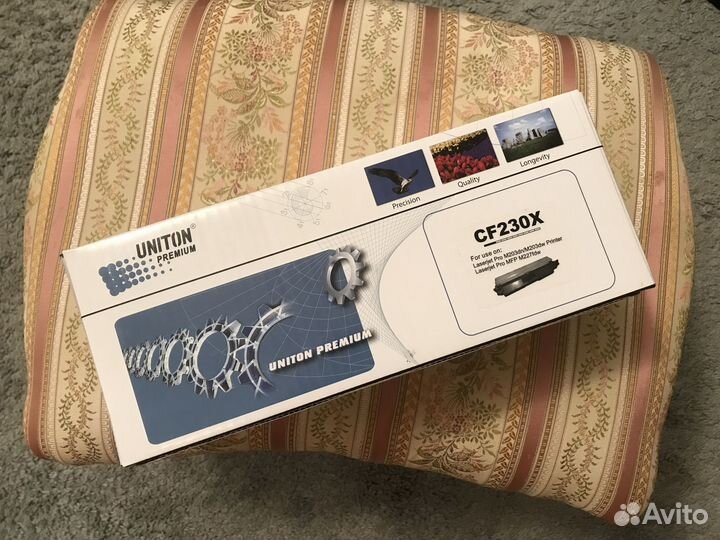 UNITON®
PREMIUM
Precision
Quality
Longevity
CF230X
For use on:
Laserjet Pro M203dn/M203dw Printer
Laserjet Pro MFP M227fdw
UNITON PREMIUM
Avito